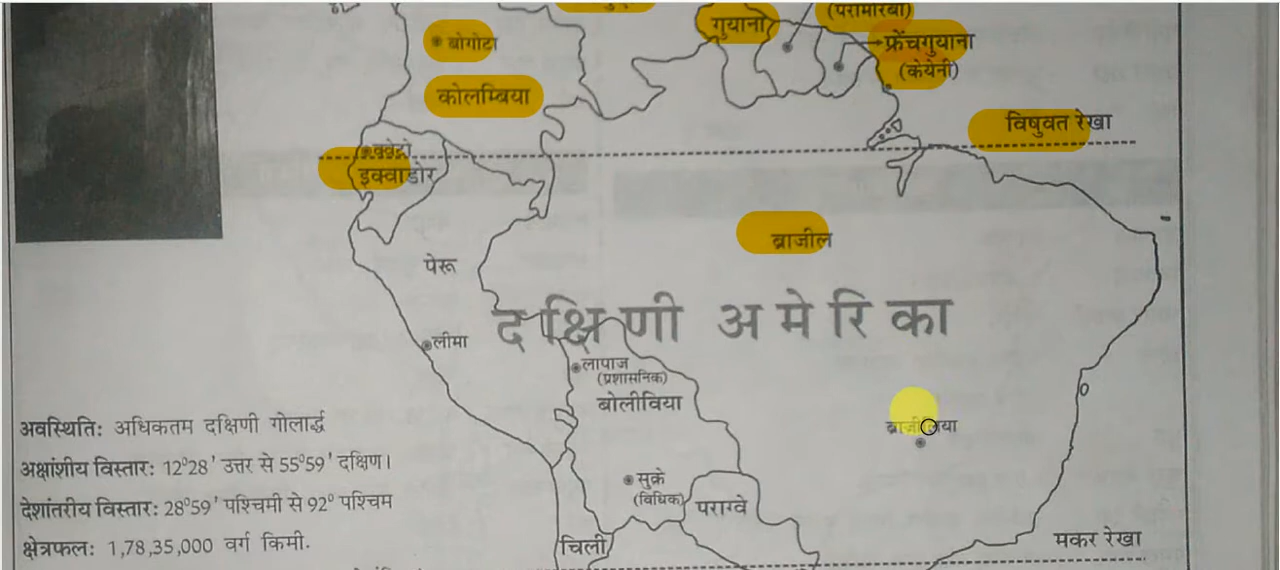 (परामारिबा)
गुयाना
फ्रेंचगुयाना
(केयेनी)
बोगोटा
कोलम्बिया
विषुवत रेखा
क्वेटो
इक्वाडोर
ब्राजील
पेरू
दक्षिणी अमेरिका
लीमा
लापाज
(प्रशासनिक)
बोलीविया
ब्राजीलिया
अवस्थिति: अधिकतम दक्षिणी गोलार्द्ध
अक्षांशीय विस्तार: 12°28' उत्तर से 55°59' दक्षिण।
देशांतरीय विस्तार: 28°59' पश्चिमी से 92° पश्चिम
क्षेत्रफल: 1,78,35,000 वर्ग किमी.
सुक्रे
(विधिक)
पराग्वे
चिली
मकर रेखा